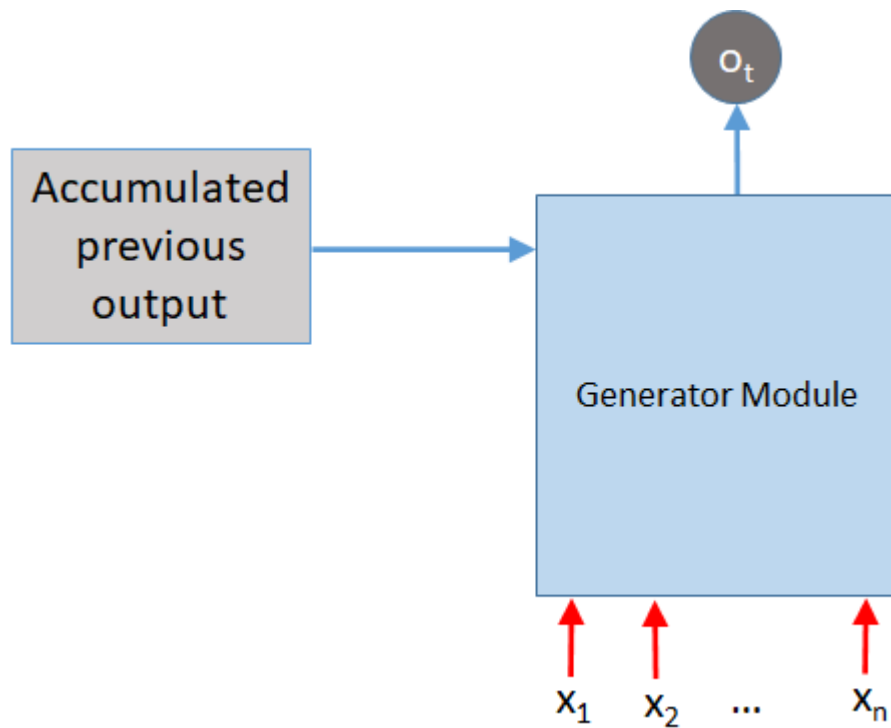 o_t
Accumulated
previous
output
Generator Module
x_1 x_2 ... x_n